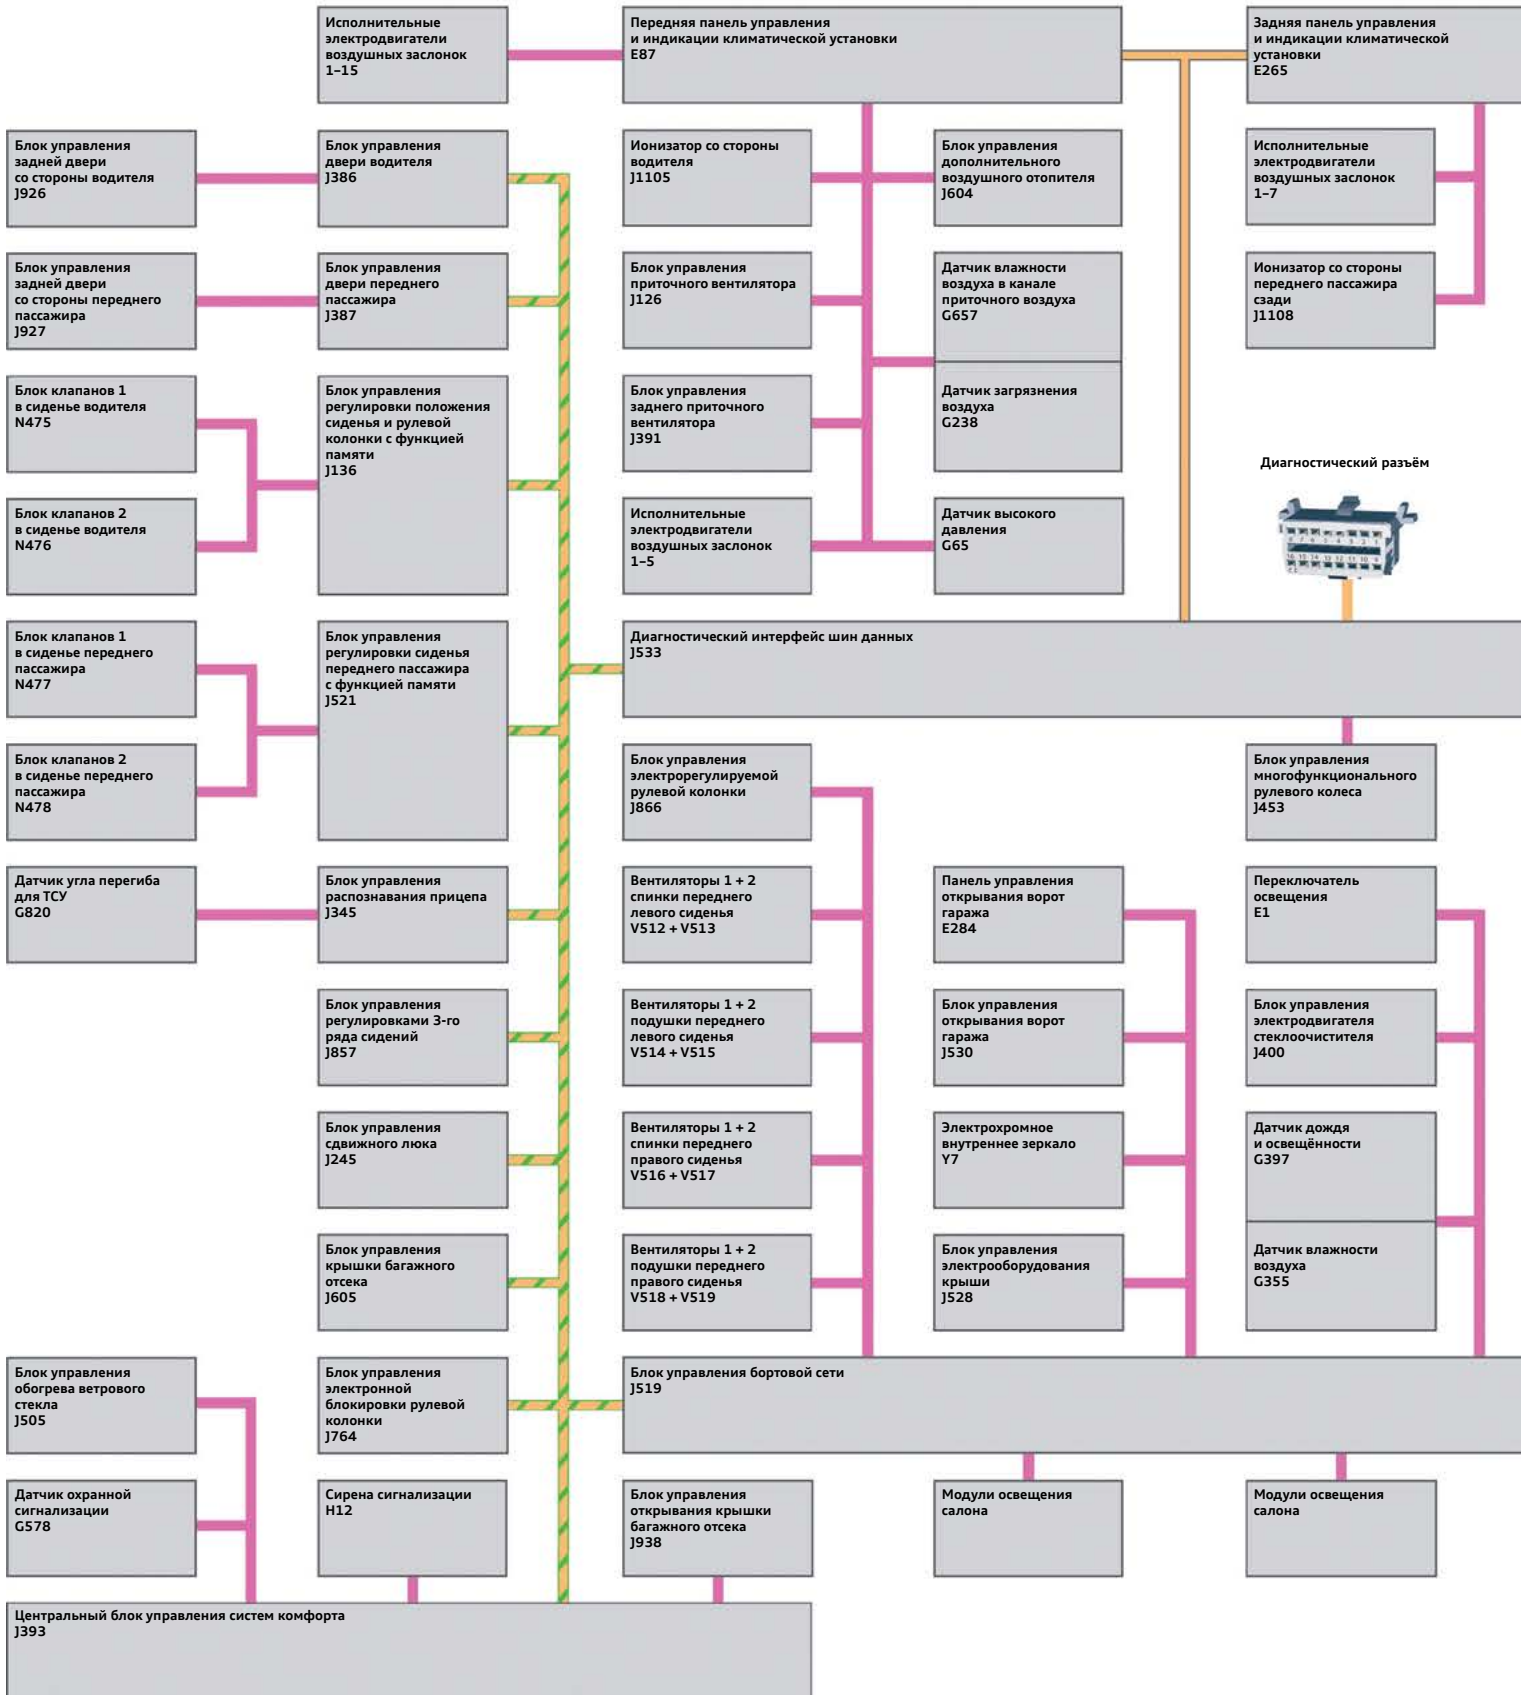 Исполнительные
электродвигатели
воздушных заслонок
1–15
Передняя панель управления
и индикации климатической установки
E87
Задняя панель управления
и индикации климатической
установки
E265
Блок управления
задней двери
со стороны водителя
J926
Блок управления
двери водителя
J386
Ионизатор со стороны
водителя
J1105
Блок управления
дополнительного
воздушного отопителя
J604
Исполнительные
электродвигатели
воздушных заслонок
1–7
Блок управления
задней двери
со стороны переднего
пассажира
J927
Блок управления
двери переднего
пассажира
J387
Блок управления
приточного вентилятора
J126
Датчик влажности
воздуха в канале
приточного воздуха
G657
Ионизатор со стороны
переднего пассажира
сзади
J1108
Блок клапанов 1
в сиденье водителя
N475
Блок управления
регулировки положения
сиденья и рулевой
колонки с функцией
памяти
J136
Блок управления
заднего приточного
вентилятора
J391
Датчик загрязнения
воздуха
G238
Диагностический разъём
Блок клапанов 2
в сиденье водителя
N476
Исполнительные
электродвигатели
воздушных заслонок
1–5
Датчик высокого
давления
G65
Блок клапанов 1
в сиденье переднего
пассажира
N477
Блок управления
регулировки сиденья
переднего пассажира
с функцией памяти
J521
Диагностический интерфейс шин данных
J533
Блок клапанов 2
в сиденье переднего
пассажира
N478
Блок управления
электрорегулируемой
рулевой колонки
J866
Блок управления
многофункционального
рулевого колеса
J453
Датчик угла перегиба
для ТСУ
G820
Блок управления
распознавания прицепа
J345
Вентиляторы 1 + 2
спинки переднего
левого сиденья
V512 + V513
Панель управления
открывания ворот
гаража
E284
Переключатель
освещения
E1
Блок управления
регулировками 3-го
ряда сидений
J857
Вентиляторы 1 + 2
подушки переднего
левого сиденья
V514 + V515
Блок управления
открывания ворот
гаража
J530
Блок управления
электродвигателя
стеклоочистителя
J400
Блок управления
сдвижного люка
J245
Вентиляторы 1 + 2
спинки переднего
правого сиденья
V516 + V517
Электрохромное
внутреннее зеркало
Y7
Датчик дождя
и освещённости
G397
Блок управления
крышки багажного
отсека
J605
Вентиляторы 1 + 2
подушки переднего
правого сиденья
V518 + V519
Блок управления
электрооборудования
крыши
J528
Датчик влажности
воздуха
G355
Блок управления
обогрева ветрового
стекла
J505
Блок управления
электронной
блокировки рулевой
колонки
J764
Блок управления бортовой сети
J519
Датчик охранной
сигнализации
G578
Сирена сигнализации
H12
Блок управления
открывания крышки
багажного отсека
J938
Модули освещения
салона
Модули освещения
салона
Центральный блок управления систем комфорта
J393